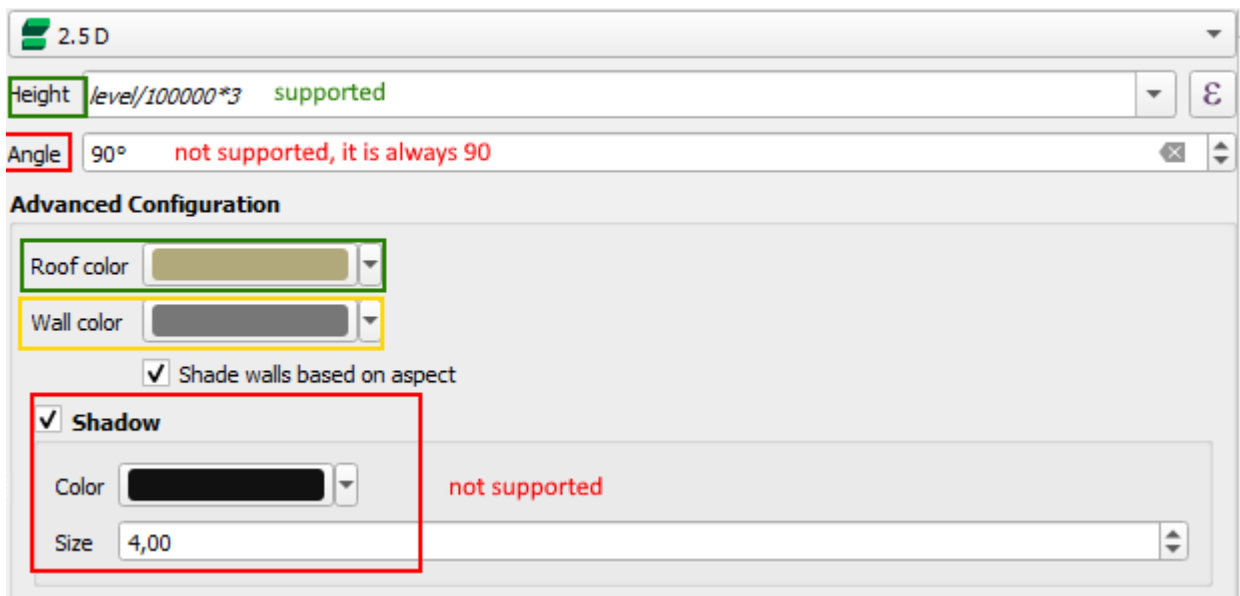 2.5 D
Height level/100000*3 supported ε
Angle 90° not supported, it is always 90
Advanced Configuration
Roof color
Wall color
Shade walls based on aspect
Shadow
Color not supported
Size 4,00